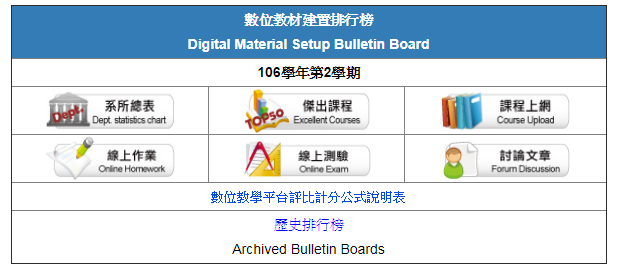 數位教材建置排行榜
Digital Material Setup Bulletin Board
106學年第2學期
系所總表
Dept. statistics chart
Dept.
傑出課程
Excellent Courses
TOP50
課程上網
Course Upload
線上作業
Online Homework
線上測驗
Online Exam
討論文章
Forum Discussion
數位教學平台評比計分公式說明表
歷史排行榜
Archived Bulletin Boards